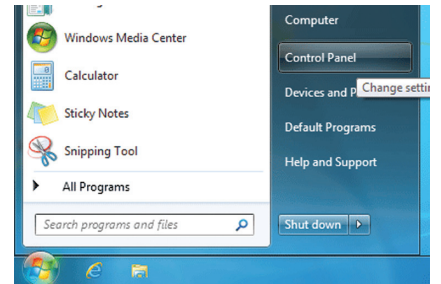 Windows Media Center
Calculator
Sticky Notes
Snipping Tool
All Programs
Search programs and files
Computer
Control Panel
Devices and P
Change settin
Default Programs
Help and Support
Shut down